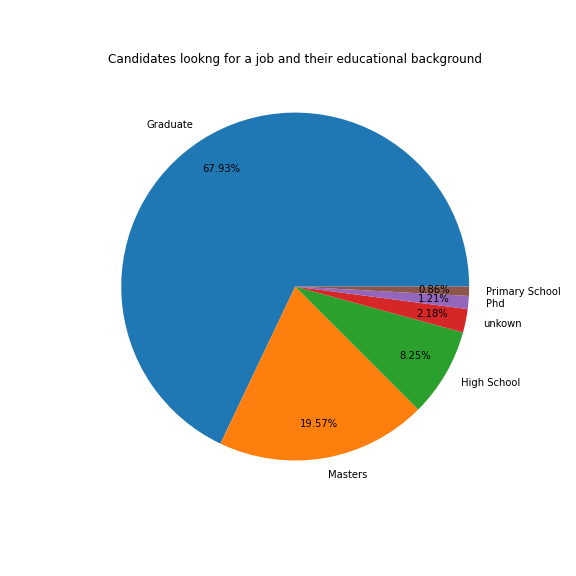 Candidates lookng for a job and their educational background
Graduate
67.93%
0.86%
Primary School
1.21%
Phd
2.18%
unkown
8.25%
High School
19.57%
Masters